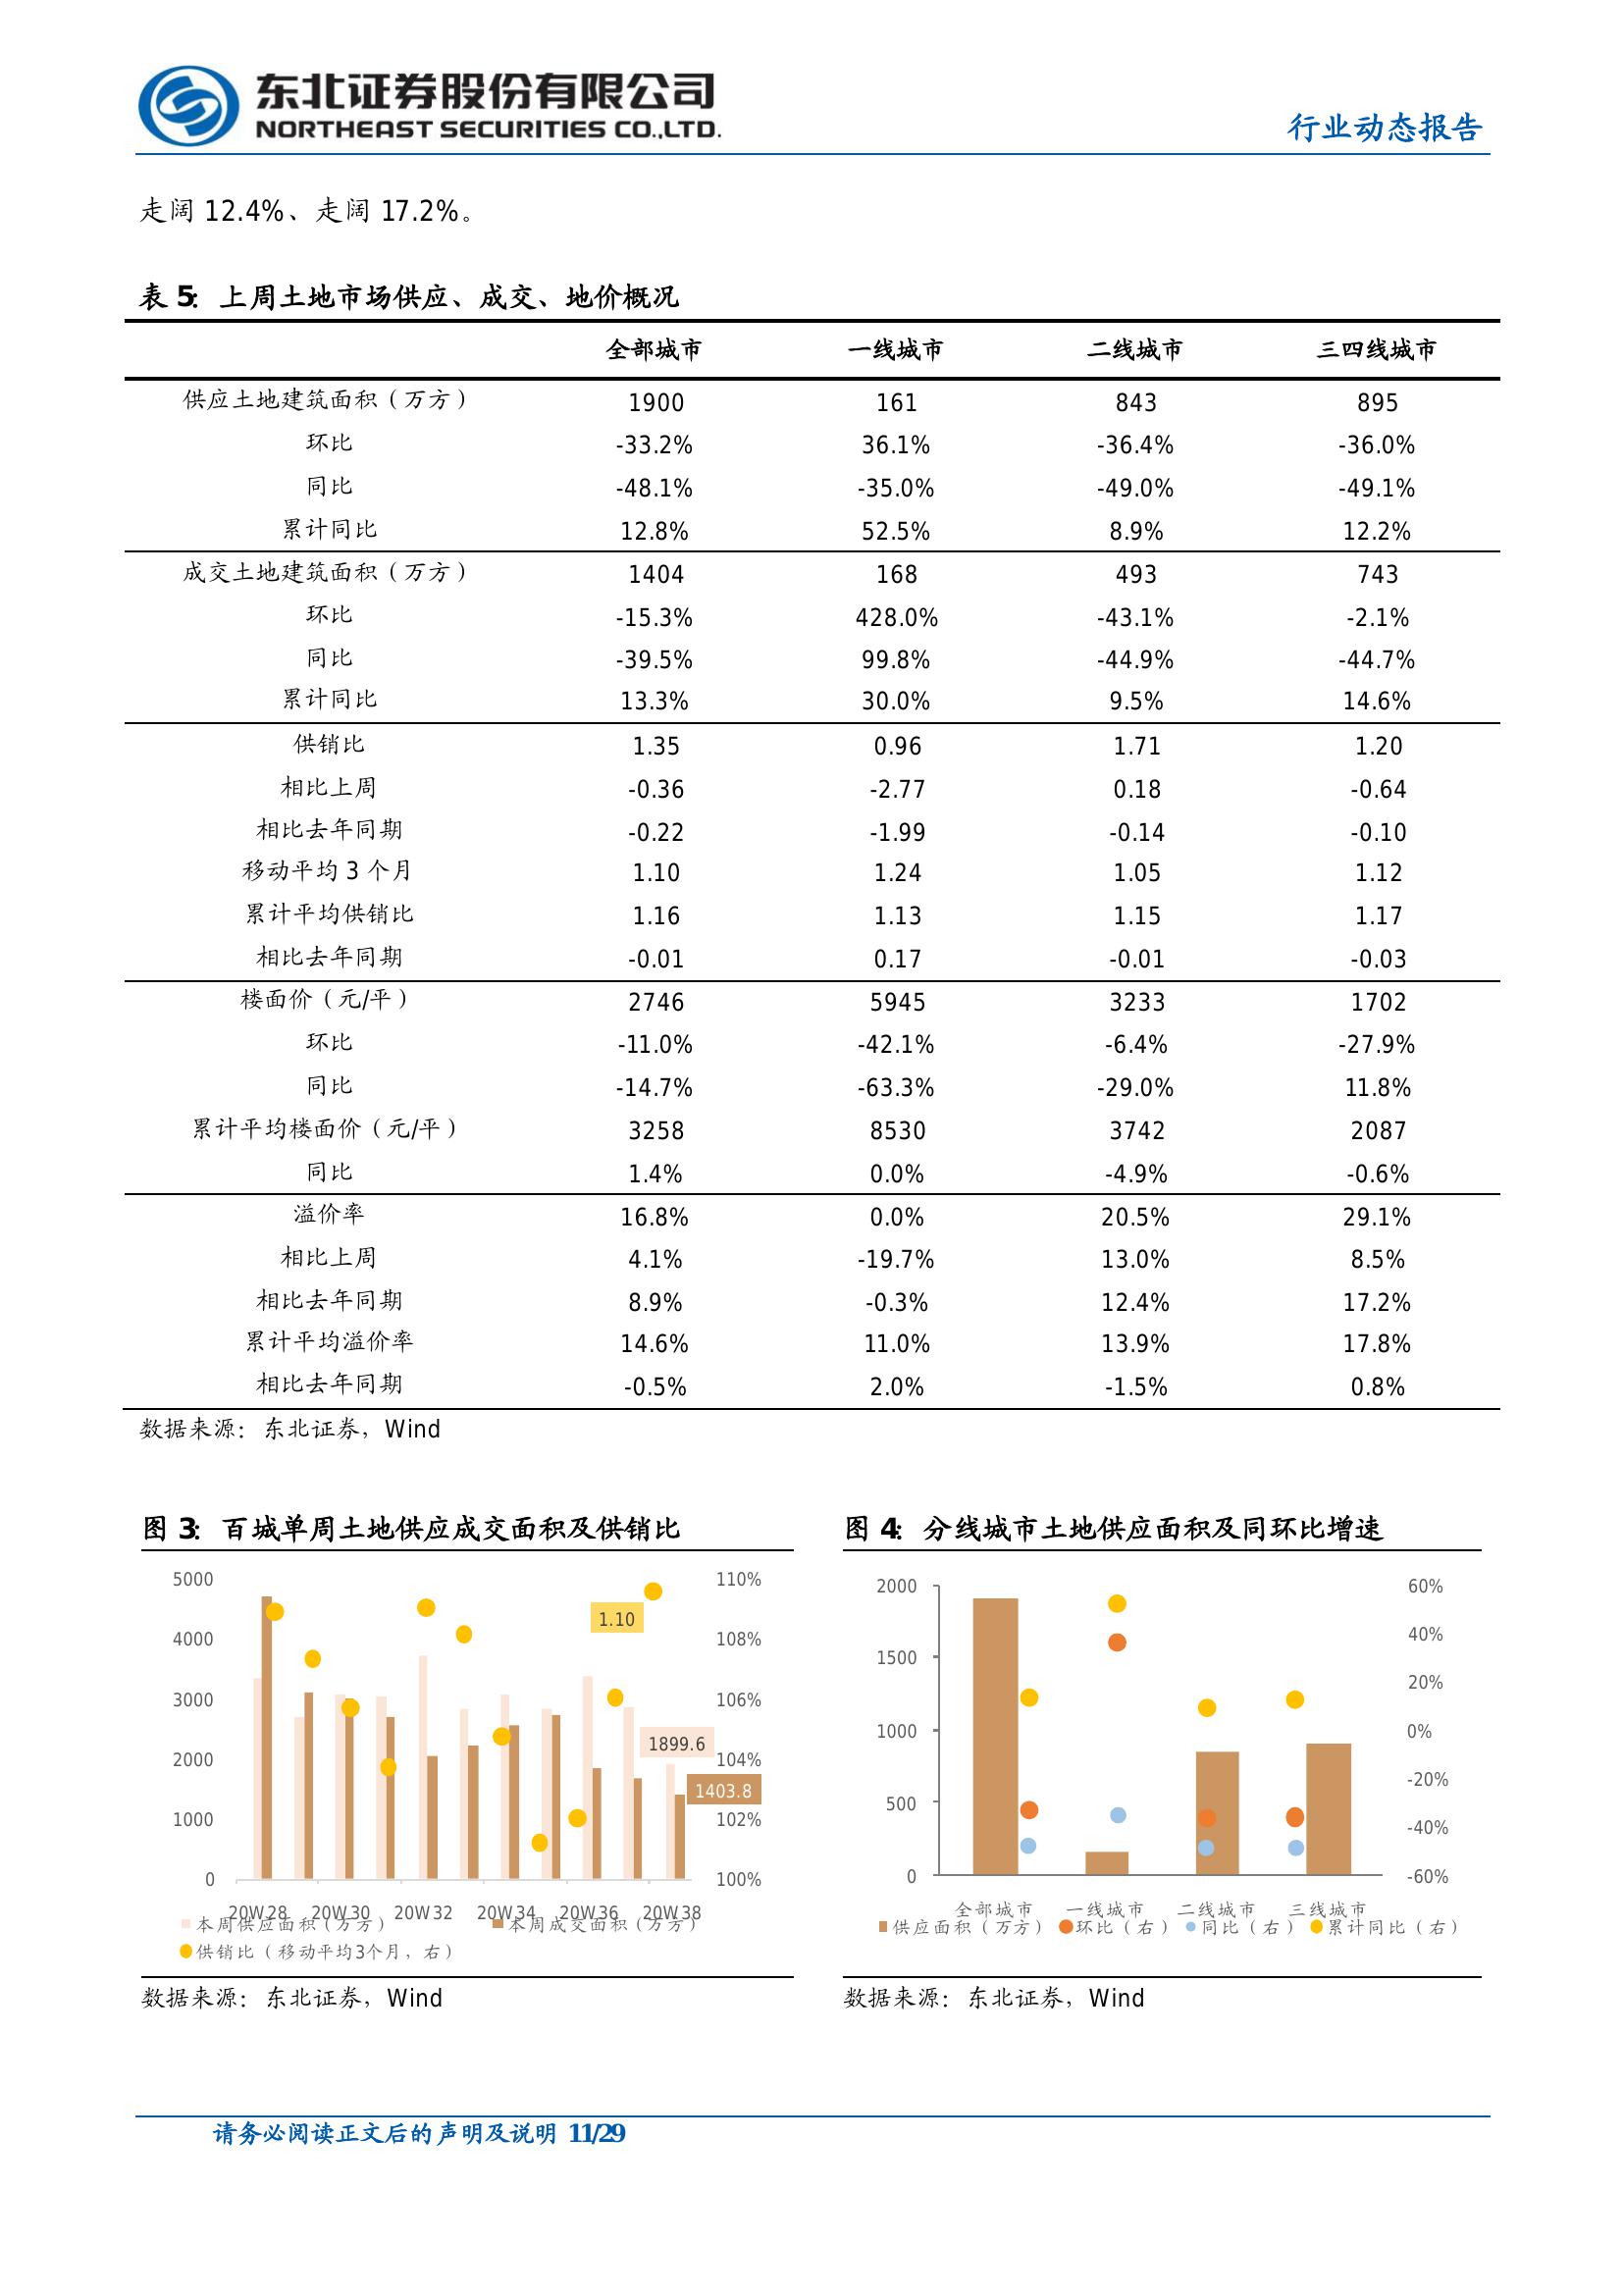 东北证券股份有限公司
NORTHEAST SECURITIES CO.,LTD.
行业动态报告
走阔 12.4%、走阔 17.2%。
表 5: 上周土地市场供应、成交、地价概况
全部城市 一线城市 二线城市 三四线城市
供应土地建筑面积（万方） 1900 161 843 895
环比 -33.2% 36.1% -36.4% -36.0%
同比 -48.1% -35.0% -49.0% -49.1%
累计同比 12.8% 52.5% 8.9% 12.2%
成交土地建筑面积（万方） 1404 168 493 743
环比 -15.3% 428.0% -43.1% -2.1%
同比 -39.5% 99.8% -44.9% -44.7%
累计同比 13.3% 30.0% 9.5% 14.6%
供销比 1.35 0.96 1.71 1.20
相比上周 -0.36 -2.77 0.18 -0.64
相比去年同期 -0.22 -1.99 -0.14 -0.10
移动平均 3 个月 1.10 1.24 1.05 1.12
累计平均供销比 1.16 1.13 1.15 1.17
相比去年同期 -0.01 0.17 -0.01 -0.03
楼面价（元/平） 2746 5945 3233 1702
环比 -11.0% -42.1% -6.4% -27.9%
同比 -14.7% -63.3% -29.0% 11.8%
累计平均楼面价（元/平） 3258 8530 3742 2087
同比 1.4% 0.0% -4.9% -0.6%
溢价率 16.8% 0.0% 20.5% 29.1%
相比上周 4.1% -19.7% 13.0% 8.5%
相比去年同期 8.9% -0.3% 12.4% 17.2%
累计平均溢价率 14.6% 11.0% 13.9% 17.8%
相比去年同期 -0.5% 2.0% -1.5% 0.8%
数据来源：东北证券，Wind
图 3: 百城单周土地供应成交面积及供销比
5000 110%
4000 108%
3000 106%
2000 104%
1000 102%
0 100%
1.10
1899.6
1403.8
20W28 20W30 20W32 20W34 20W36 20W38
本周供应面积（万方） 本周成交面积（万方）
供销比（移动平均3个月，右）
数据来源：东北证券，Wind
图 4: 分线城市土地供应面积及同环比增速
2000
1500
1000
500
0
60%
40%
20%
0%
-20%
-40%
-60%
全部城市 一线城市 二线城市 三线城市
供应面积（万方） 环比（右） 同比（右） 累计同比（右）
数据来源：东北证券，Wind
请务必阅读正文后的声明及说明 11/29